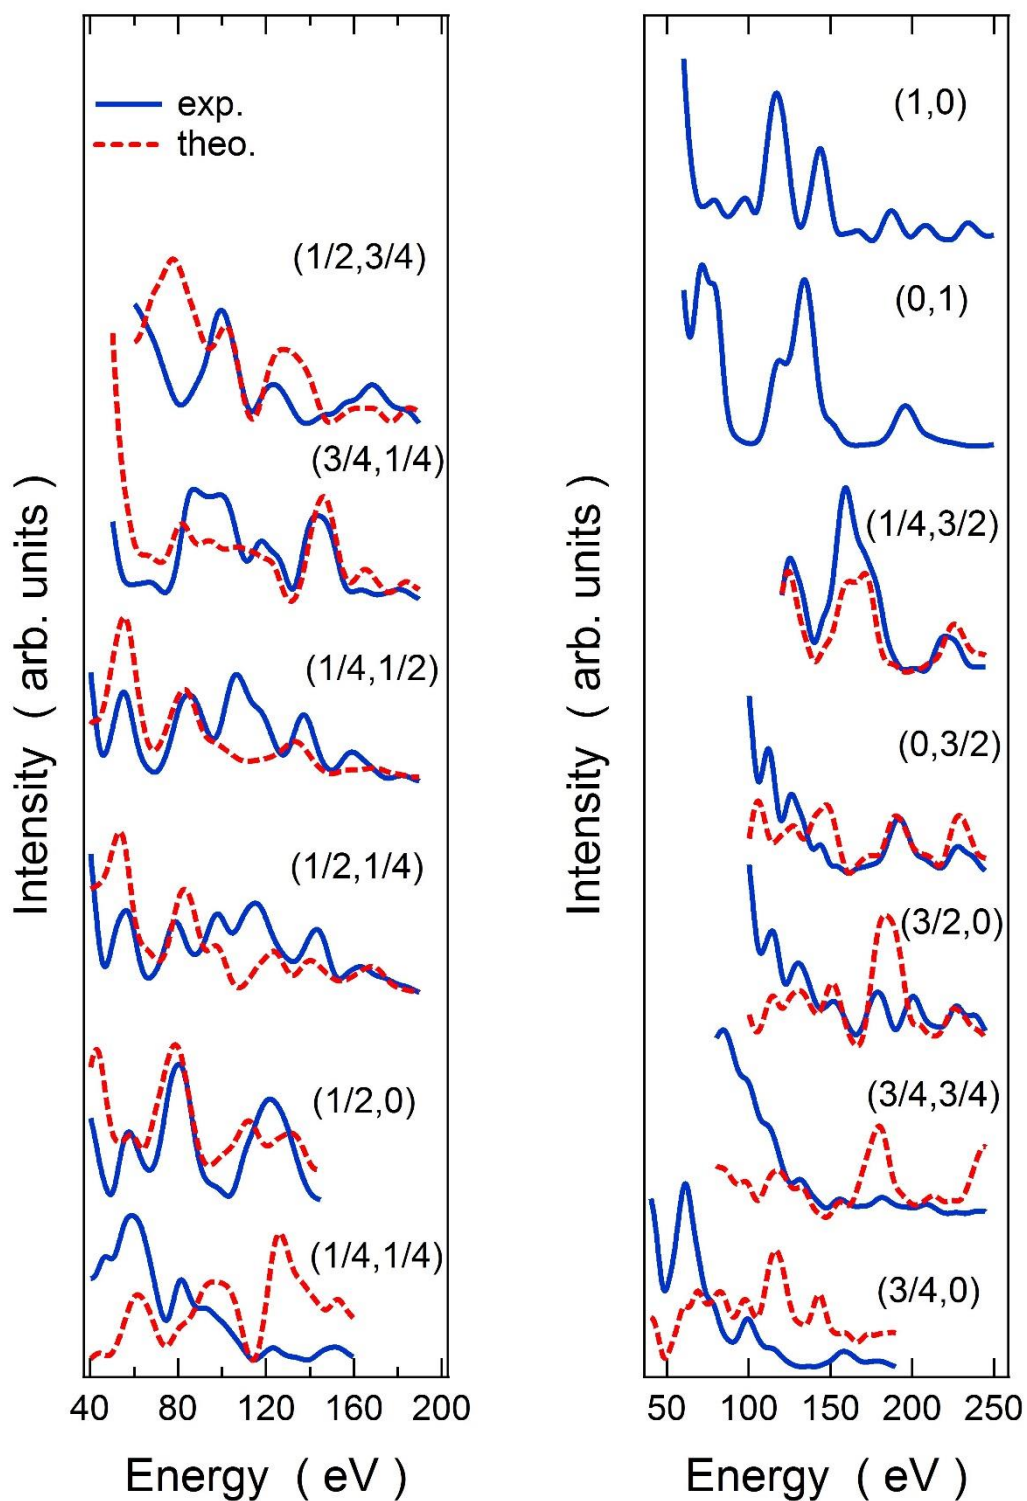 exp.
theo.
(1/2,3/4)
(3/4,1/4)
(1/4,1/2)
(1/2,1/4)
(1/2,0)
(1/4,1/4)
Intensity ( arb. units )
40 80 120 160 200
Energy ( eV )
(1,0)
(0,1)
(1/4,3/2)
(0,3/2)
(3/2,0)
(3/4,3/4)
(3/4,0)
Intensity ( arb. units )
50 100 150 200 250
Energy ( eV )